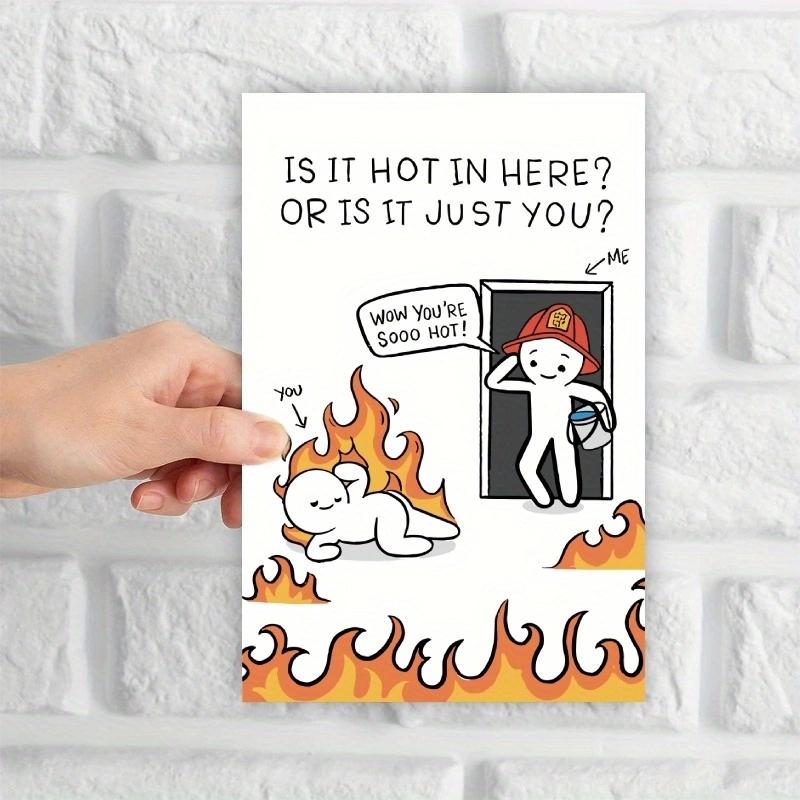 IS IT HOT IN HERE?
OR IS IT JUST YOU?
ME
WOW YOU'RE
SOOO HOT!
YOU